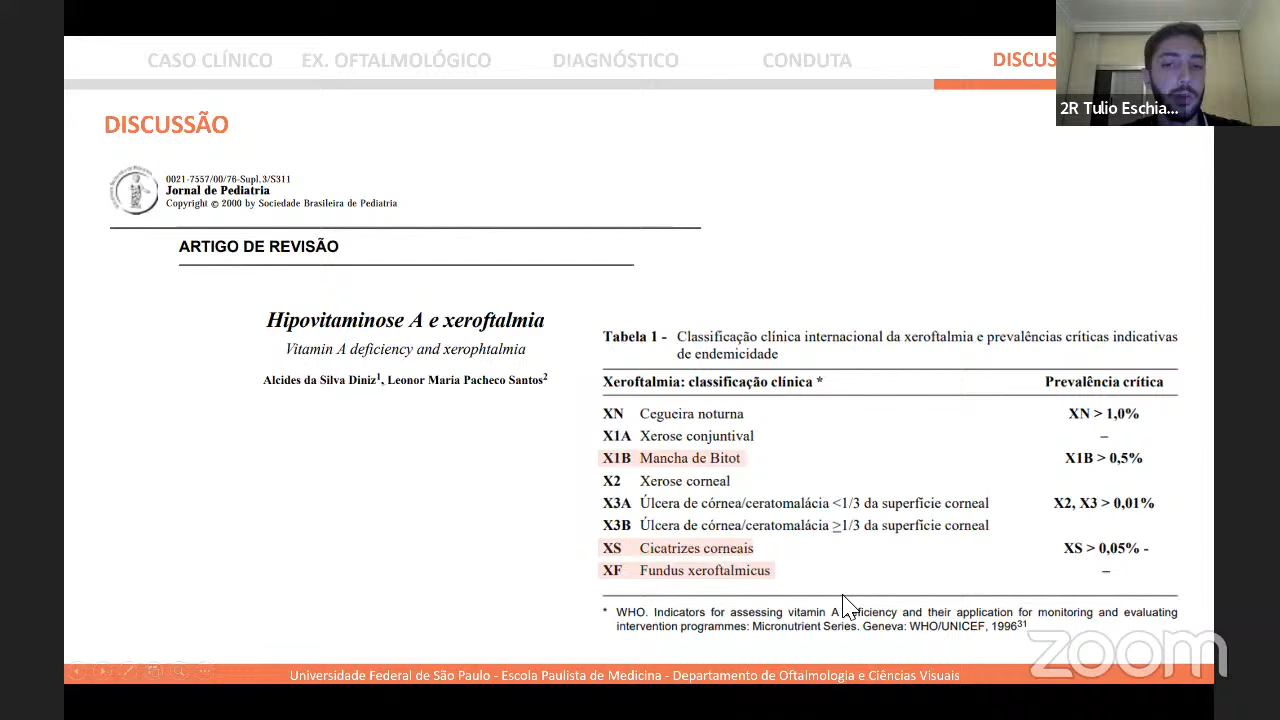 CASO CLÍNICO EX. OFTALMOLÓGICO DIAGNÓSTICO CONDUTA DISCUS
2R Tulio Eschia...
DISCUSSÃO
0021-7557/00/76-Supl.3/S311
Jornal de Pediatria
Copyright © 2000 by Sociedade Brasileira de Pediatria
ARTIGO DE REVISÃO
Hipovitaminose A e xeroftalmia
Vitamin A deficiency and xerophtalmia
Alcides da Silva Diniz1, Leonor Maria Pacheco Santos2
Tabela 1 - Classificação clínica internacional da xeroftalmia e prevalências críticas indicativas
de endemicidade
Xeroftalmia: classificação clínica * Prevalência crítica
XN Cegueira noturna XN > 1,0%
X1A Xerose conjuntival –
X1B Mancha de Bitot X1B > 0,5%
X2 Xerose corneal
X3A Úlcera de córnea/ceratomalácia <1/3 da superfície corneal X2, X3 > 0,01%
X3B Úlcera de córnea/ceratomalácia ≥1/3 da superfície corneal
XS Cicatrizes corneais XS > 0,05% -
XF Fundus xeroftalmicus –
* WHO. Indicators for assessing vitamin A deficiency and their application for monitoring and evaluating
intervention programmes: Micronutrient Series. Geneva: WHO/UNICEF, 199631
zoom
Universidade Federal de São Paulo - Escola Paulista de Medicina - Departamento de Oftalmologia e Ciências Visuais